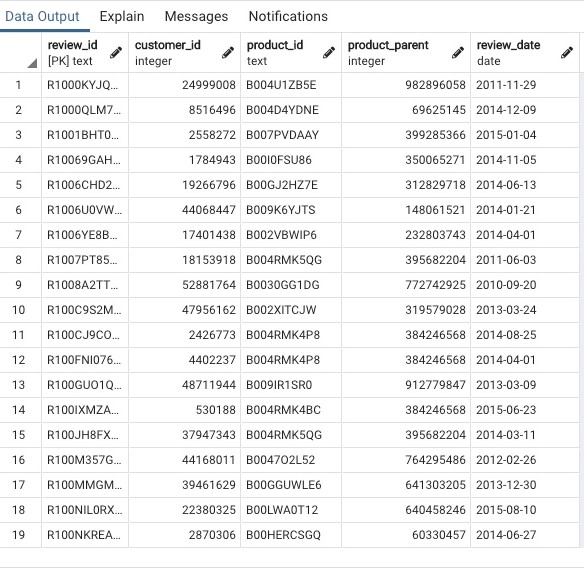 Data Output Explain Messages Notifications
review_id customer_id product_id product_parent review_date
[PK] text integer text integer date
1 R1000KYJQ... 24999008 B004U1ZB5E 982896058 2011-11-29
2 R1000QLM7... 8516496 B004D4YDNE 69625145 2014-12-09
3 R1001BHT0... 2558272 B007PVDAAY 399285366 2015-01-04
4 R10069GAH... 1784943 B00I0FSU86 350065271 2014-11-05
5 R1006CHD2... 19266796 B00GJ2HZ7E 312829718 2014-06-13
6 R1006U0VW... 44068447 B009K6YJTS 148061521 2014-01-21
7 R1006YE8B... 17401438 B002VBWIP6 232803743 2014-04-01
8 R1007PT85... 18153918 B004RMK5QG 395682204 2011-06-03
9 R1008A2TT... 52881764 B0030GG1DG 772742925 2010-09-20
10 R100C9S2M... 47956162 B002XITCJW 319579028 2013-03-24
11 R100CJ9CO... 2426773 B004RMK4P8 384246568 2014-08-25
12 R100FNI076... 4402237 B004RMK4P8 384246568 2014-04-01
13 R100GUO1Q... 48711944 B009IR1SR0 912779847 2013-03-09
14 R100IXMZA... 530188 B004RMK4BC 384246568 2015-06-23
15 R100JH8FX... 37947343 B004RMK5QG 395682204 2014-03-11
16 R100M357G... 44168011 B0047O2L52 764295486 2012-02-26
17 R100MMGM... 39461629 B00GGUWLE6 641303205 2013-12-30
18 R100NIL0RX... 22380325 B00LWA0T12 640458246 2015-08-10
19 R100NKREA... 2870306 B00HERCSGQ 60330457 2014-06-27